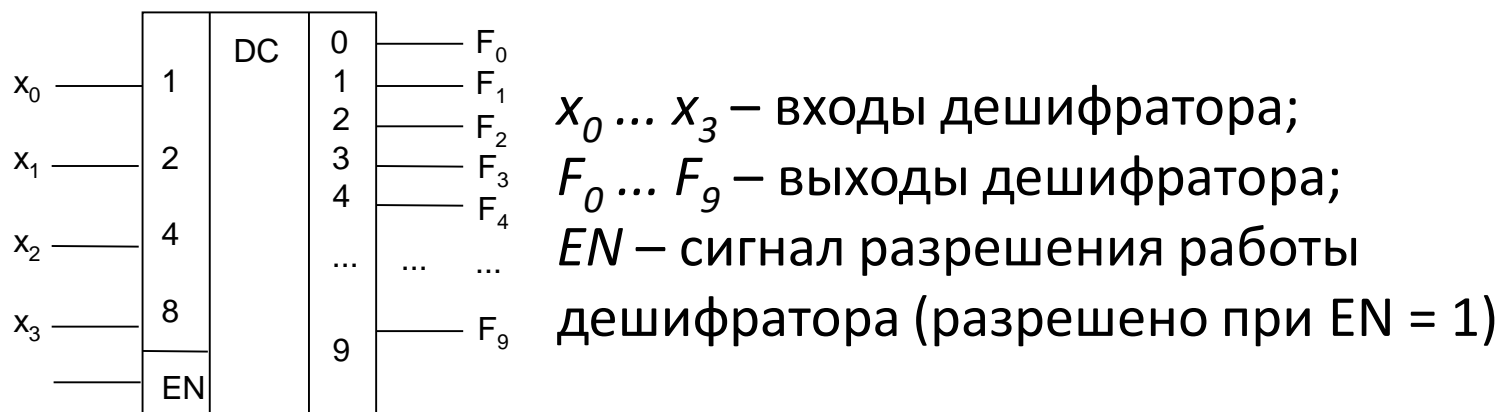 DC
0 F₀
x₀ 1 1 F₁
2 F₂
x₁ 2 3 F₃
4 F₄
x₂ 4
... ... ...
x₃ 8 F₉
9
EN
x₀ ... x₃ – входы дешифратора;
F₀ ... F₉ – выходы дешифратора;
EN – сигнал разрешения работы
дешифратора (разрешено при EN = 1)